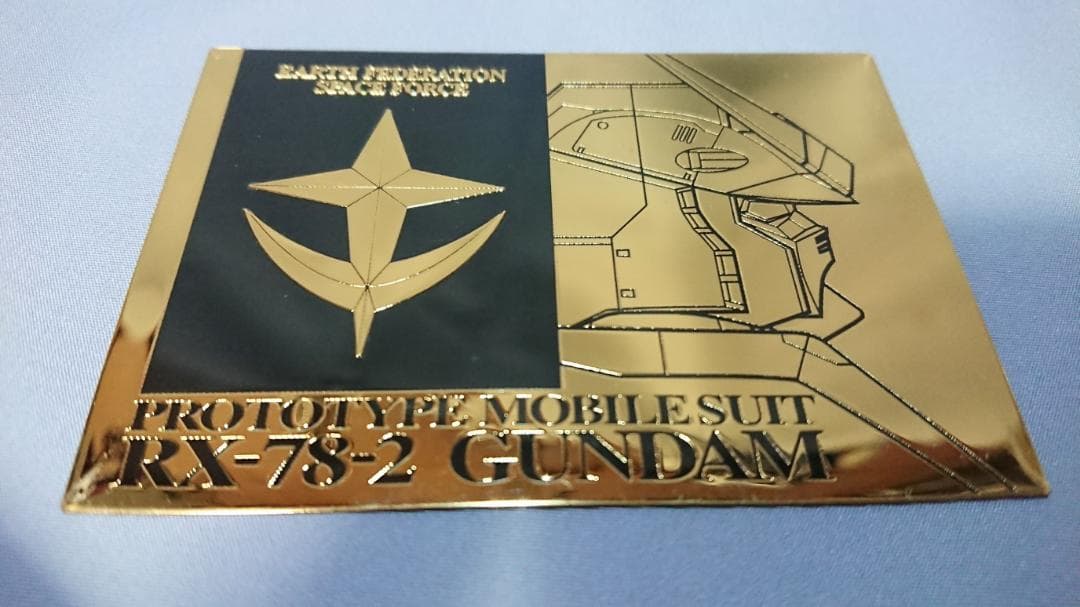 EARTH FEDERATION
SPACE FORCE
PROTOTYPE MOBILE SUIT
RX-78-2 GUNDAM